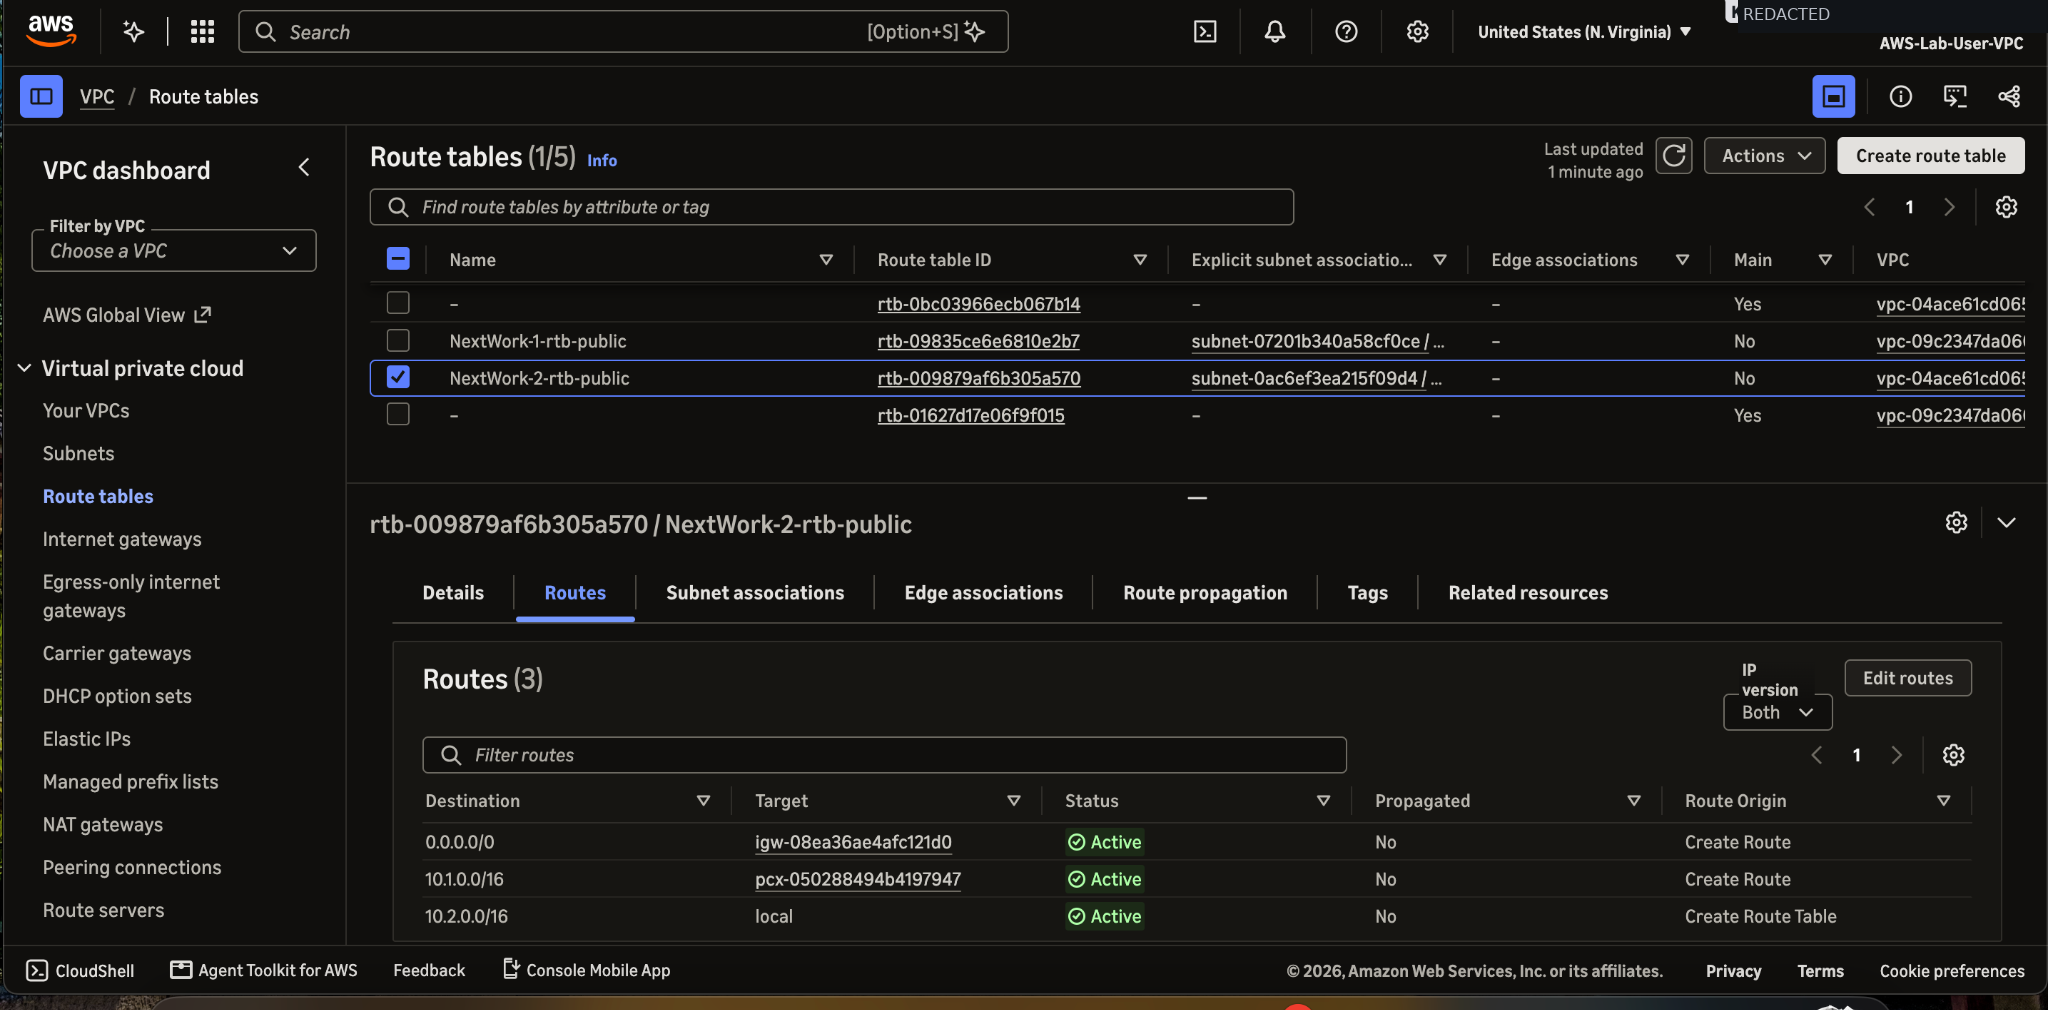 aws
Search
[Option+S]
United States (N. Virginia)
REDACTED
AWS-Lab-User-VPC
VPC / Route tables
VPC dashboard
Filter by VPC
Choose a VPC
AWS Global View
Virtual private cloud
Your VPCs
Subnets
Route tables
Internet gateways
Egress-only internet
gateways
Carrier gateways
DHCP option sets
Elastic IPs
Managed prefix lists
NAT gateways
Peering connections
Route servers
Route tables (1/5) Info
Last updated
1 minute ago
Actions
Create route table
Find route tables by attribute or tag
1
Name Route table ID Explicit subnet associatio... Edge associations Main VPC
– rtb-0bc03966ecb067b14 – – Yes vpc-04ace61cd065
NextWork-1-rtb-public rtb-09835ce6e6810e2b7 subnet-07201b340a58cf0ce / ... – No vpc-09c2347da06
NextWork-2-rtb-public rtb-009879af6b305a570 subnet-0ac6ef3ea215f09d4 / ... – No vpc-04ace61cd065
– rtb-01627d17e06f9f015 – – Yes vpc-09c2347da06
rtb-009879af6b305a570 / NextWork-2-rtb-public
Details Routes Subnet associations Edge associations Route propagation Tags Related resources
Routes (3)
IP
version
Both
Edit routes
Filter routes
1
Destination Target Status Propagated Route Origin
0.0.0.0/0 igw-08ea36ae4afc121d0 Active No Create Route
10.1.0.0/16 pcx-050288494b4197947 Active No Create Route
10.2.0.0/16 local Active No Create Route Table
CloudShell Agent Toolkit for AWS Feedback Console Mobile App © 2026, Amazon Web Services, Inc. or its affiliates. Privacy Terms Cookie preferences